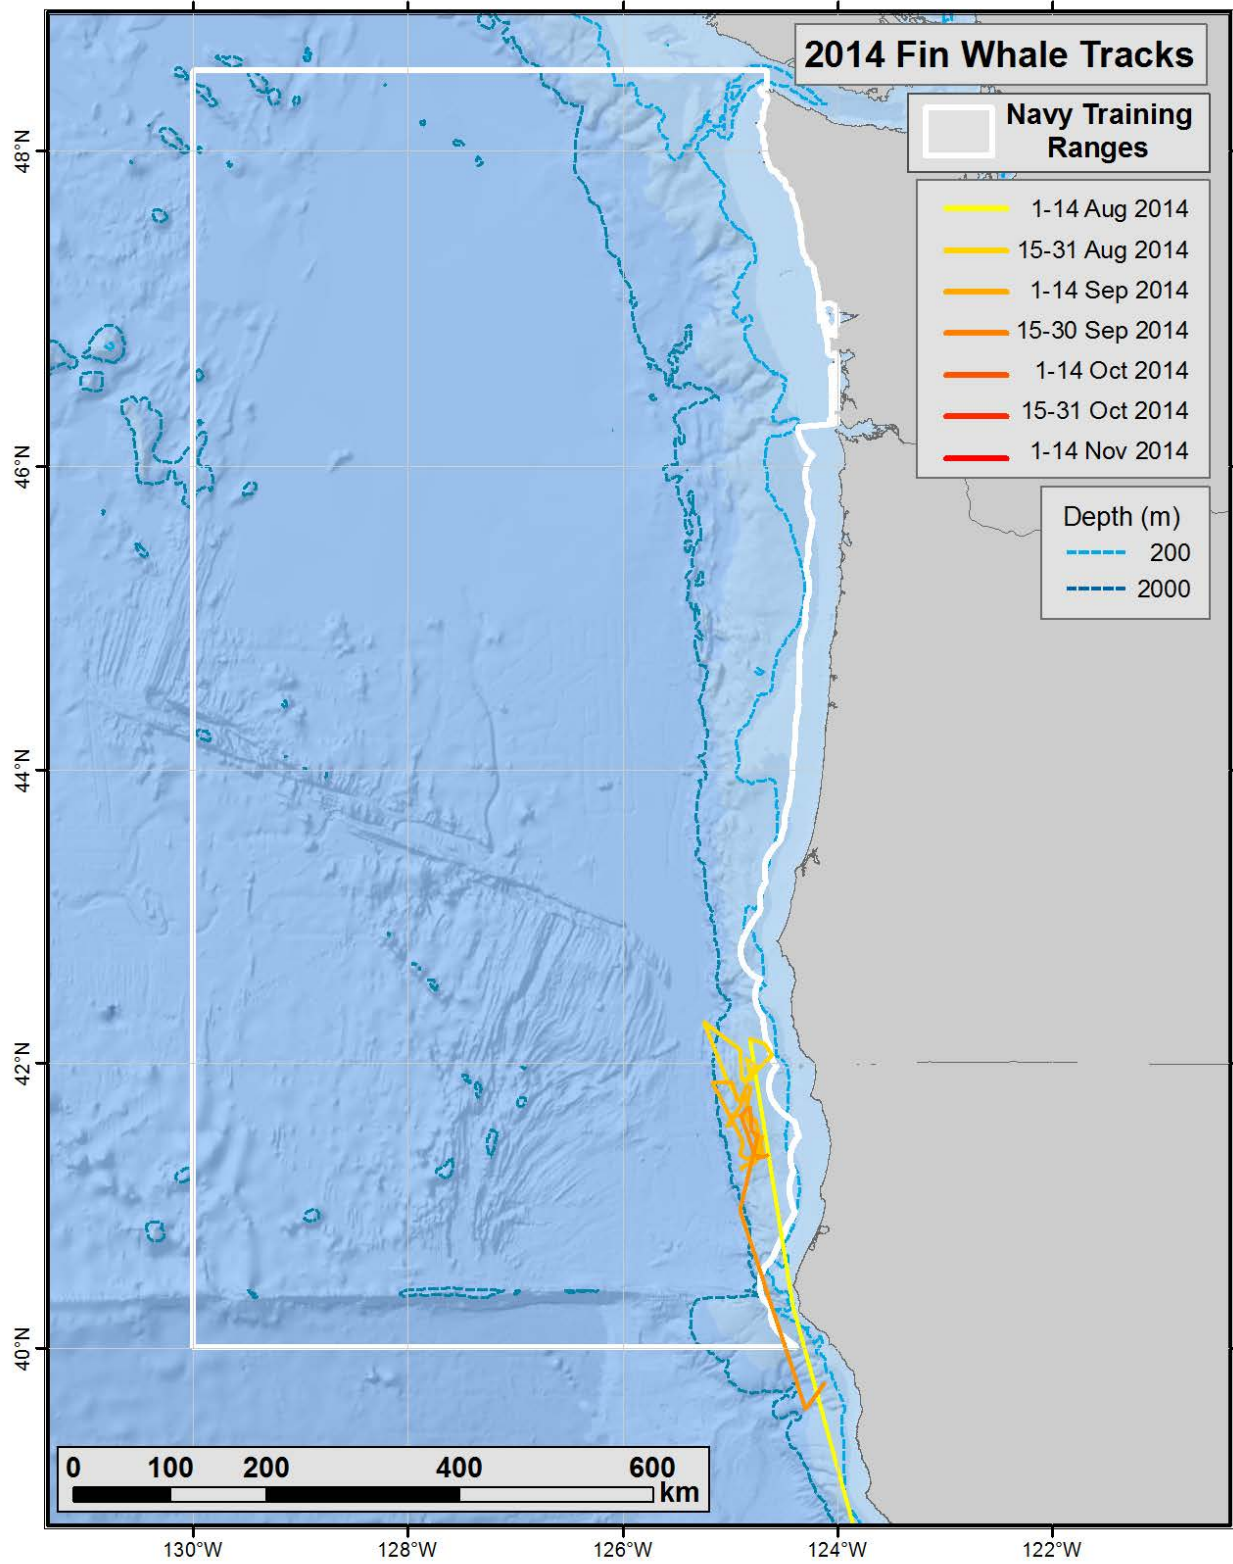 2014 Fin Whale Tracks
Navy Training
Ranges
1-14 Aug 2014
15-31 Aug 2014
1-14 Sep 2014
15-30 Sep 2014
1-14 Oct 2014
15-31 Oct 2014
1-14 Nov 2014
Depth (m)
200
2000
48°N
46°N
44°N
42°N
40°N
0 100 200 400 600
km
130°W 128°W 126°W 124°W 122°W